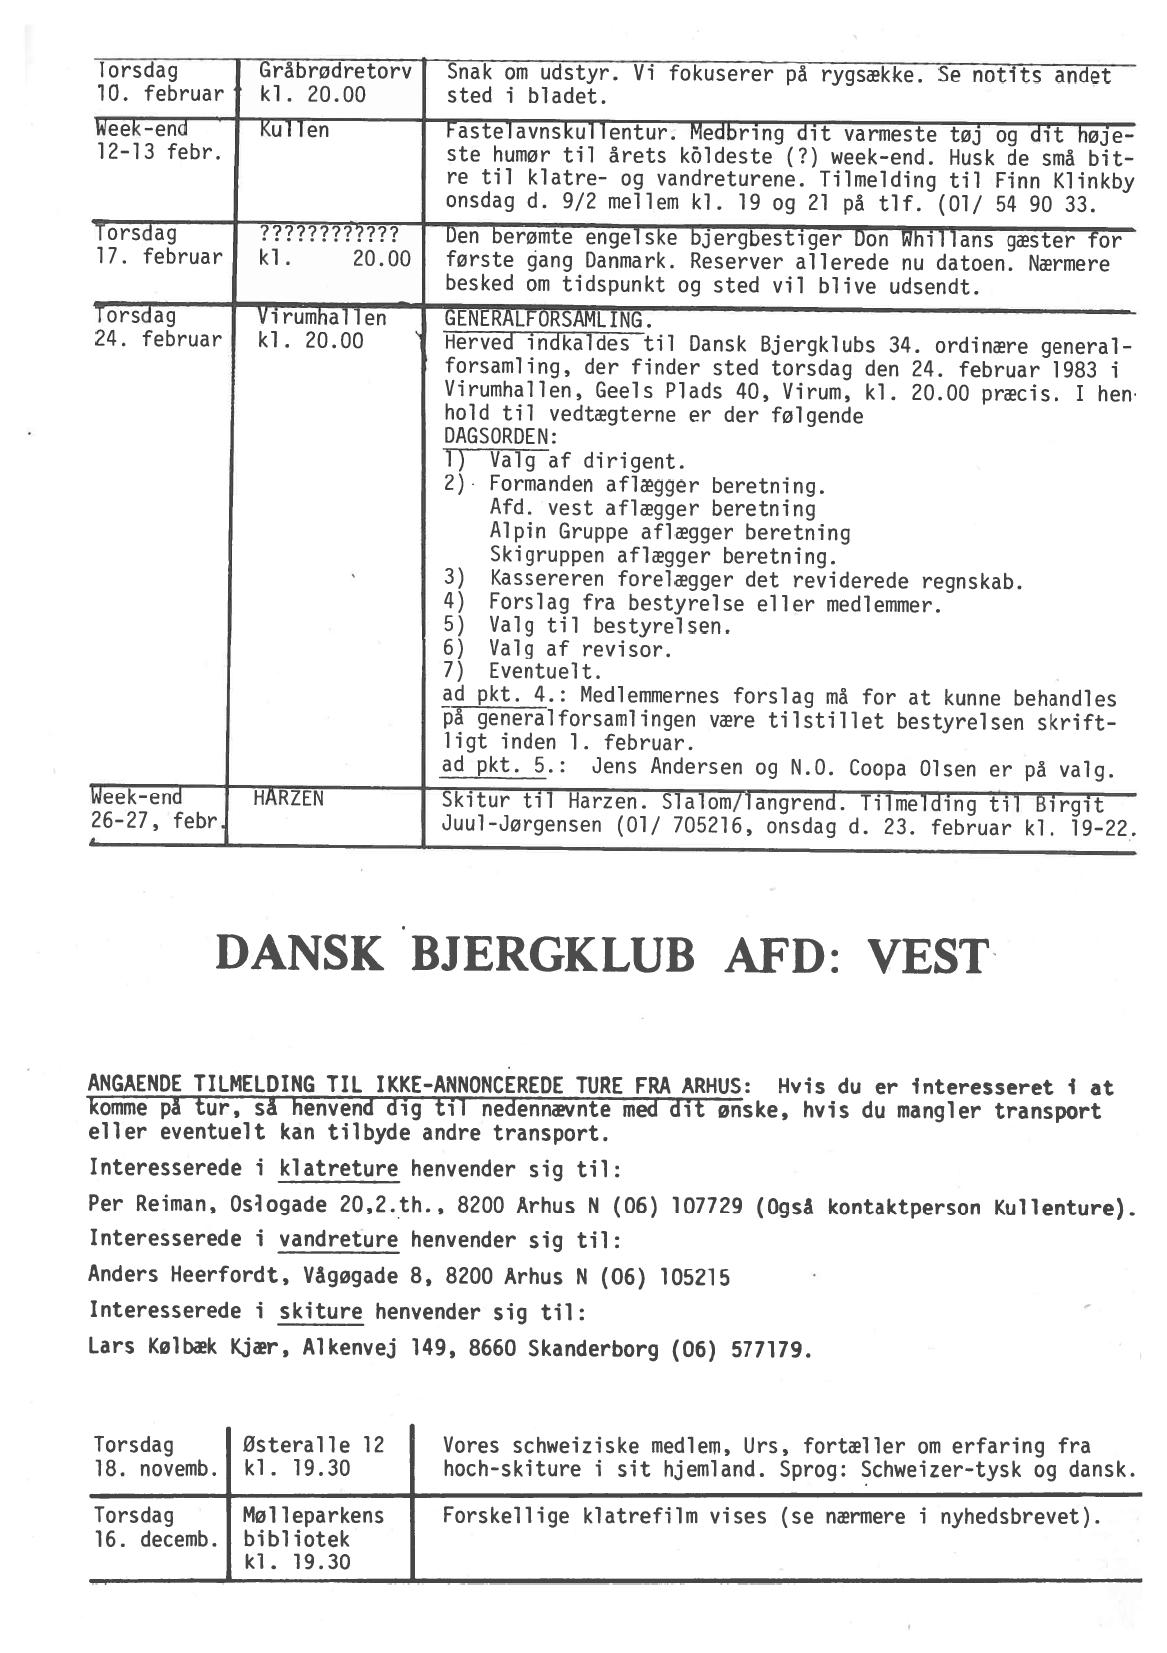 Torsdag Gråbrødretorv Snak om udstyr. Vi fokuserer på rygsække. Se notits andet
10. februar kl. 20.00 sted i bladet.
Week-end Kullen Fastelavnskullentur. Medbring dit varmeste tøj og dit høje-
12-13 febr. ste humør til årets köldeste (?) week-end. Husk de små bit-
re til klatre- og vandreturene. Tilmelding til Finn Klinkby
onsdag d. 9/2 mellem kl. 19 og 21 på tlf. (01/ 54 90 33.
Torsdag ???????????? Den berømte engelske bjergbestiger Don Whillans gæster for
17. februar kl. 20.00 første gang Danmark. Reserver allerede nu datoen. Nærmere
besked om tidspunkt og sted vil blive udsendt.
Torsdag Virumhallen GENERALFORSAMLING.
24. februar kl. 20.00 Herved indkaldes til Dansk Bjergklubs 34. ordinære general-
forsamling, der finder sted torsdag den 24. februar 1983 i
Virumhallen, Geels Plads 40, Virum, kl. 20.00 præcis. I hen-
hold til vedtægterne er der følgende
DAGSORDEN:
1) Valg af dirigent.
2) Formanden aflægger beretning.
Afd. vest aflægger beretning
Alpin Gruppe aflægger beretning
Skigruppen aflægger beretning.
3) Kassereren forelægger det reviderede regnskab.
4) Forslag fra bestyrelse eller medlemmer.
5) Valg til bestyrelsen.
6) Valg af revisor.
7) Eventuelt.
ad pkt. 4.: Medlemmernes forslag må for at kunne behandles
på generalforsamlingen være tilstillet bestyrelsen skrift-
ligt inden 1. februar.
ad pkt. 5.: Jens Andersen og N.O. Coopa Olsen er på valg.
Week-end HARZEN Skitur til Harzen. Slalom/langrend. Tilmelding til Birgit
26-27, febr. Juul-Jørgensen (01/ 705216, onsdag d. 23. februar kl. 19-22.
DANSK BJERGKLUB AFD: VEST
ANGAENDE TILMELDING TIL IKKE-ANNONCEREDE TURE FRA ARHUS: Hvis du er interesseret i at
komme på tur, så henvend dig til nedennævnte med dit ønske, hvis du mangler transport
eller eventuelt kan tilbyde andre transport.
Interesserede i klatreture henvender sig til:
Per Reiman, Oslogade 20,2.th., 8200 Arhus N (06) 107729 (Også kontaktperson Kullenture).
Interesserede i vandreture henvender sig til:
Anders Heerfordt, Vågøgade 8, 8200 Arhus N (06) 105215
Interesserede i skiture henvender sig til:
Lars Kølbæk Kjær, Alkenvej 149, 8660 Skanderborg (06) 577179.
Torsdag Østeralle 12 Vores schweiziske medlem, Urs, fortæller om erfaring fra
18. novemb. kl. 19.30 hoch-skiture i sit hjemland. Sprog: Schweizer-tysk og dansk.
Torsdag Mølleparkens Forskellige klatrefilm vises (se nærmere i nyhedsbrevet).
16. decemb. bibliotek
kl. 19.30